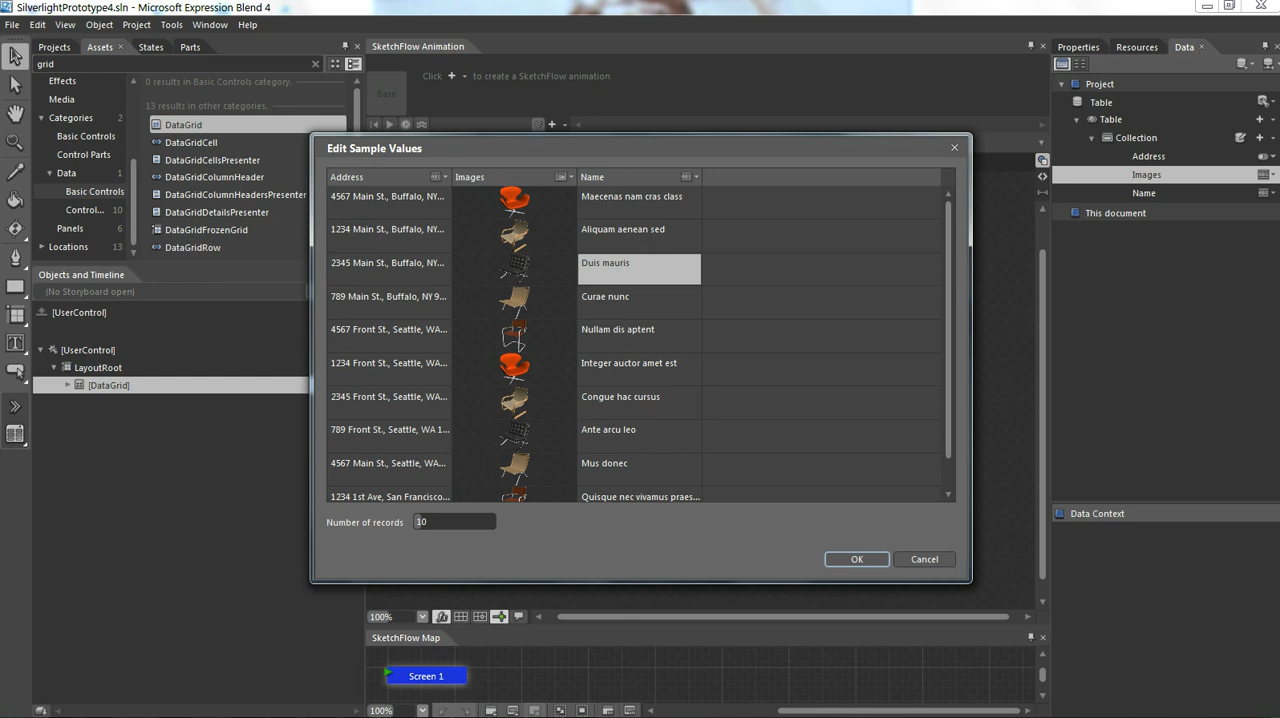 SilverlightPrototype4.sln - Microsoft Expression Blend 4
File Edit View Object Project Tools Window Help
Projects Assets States Parts
grid
Effects
Media
Categories 2
Basic Controls
Control Parts
Data
Basic Controls
Control... 10
Panels 6
Locations 13
0 results in Basic Controls category.
13 results in other categories.
DataGrid
DataGridCell
DataGridCellsPresenter
DataGridColumnHeader
DataGridColumnHeadersPresenter
DataGridDetailsPresenter
DataGridFrozenGrid
DataGridRow
Objects and Timeline
(No Storyboard open)
[UserControl]
[UserControl]
LayoutRoot
[DataGrid]
SketchFlow Animation
Base
Click + to create a SketchFlow animation
Edit Sample Values
Address Images Name
4567 Main St., Buffalo, NY... Maecenas nam cras class
1234 Main St., Buffalo, NY... Aliquam aenean sed
2345 Main St., Buffalo, NY... Duis mauris
789 Main St., Buffalo, NY 9... Curae nunc
4567 Front St., Seattle, WA... Nullam dis aptent
1234 Front St., Seattle, WA... Integer auctor amet est
2345 Front St., Seattle, WA... Congue hac cursus
789 Front St., Seattle, WA 1... Ante arcu leo
4567 Main St., Seattle, WA... Mus donec
1234 1st Ave, San Francisco... Quisque nec vivamus praes...
Number of records 10
OK Cancel
100%
SketchFlow Map
Screen 1
100%
Properties Resources Data
Project
Table
Table
Collection
Address
Images
Name
This document
Data Context